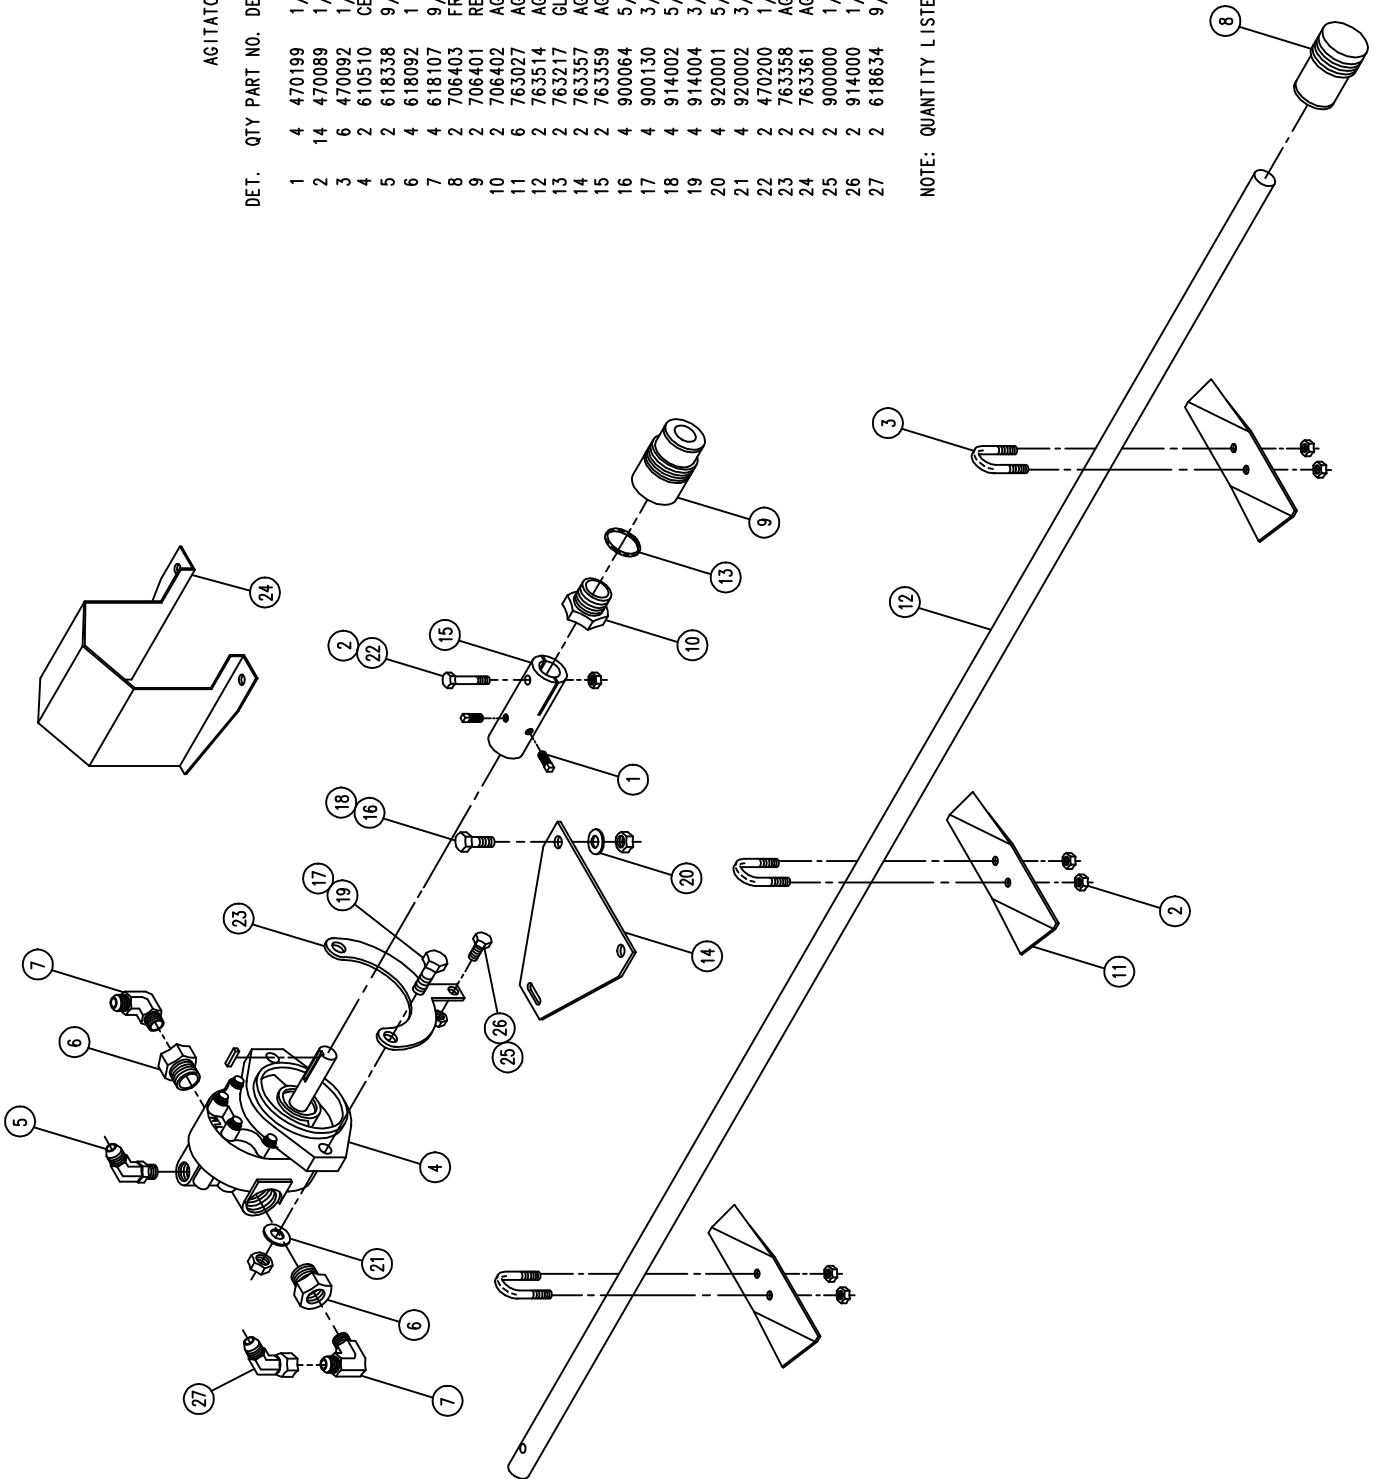 AGITATO
DET. QTY PART NO. DE
1 4 470199 1/
2 14 470089 1/
3 6 470092 1/
4 2 610510 CE
5 2 618338 9/
6 4 618092 1
7 4 618107 9/
8 2 706403 FR
9 2 706401 RE
10 2 706402 AG
11 6 763027 AG
12 2 763514 AG
13 2 763217 GL
14 2 763357 AG
15 2 763359 AG
16 4 900064 5/
17 4 900130 3/
18 4 914002 5/
19 4 914004 3/
20 4 920001 5/
21 4 920002 3/
22 2 470200 1/
23 2 763358 AG
24 2 763361 AG
25 2 900000 1/
26 2 914000 1/
27 2 618634 9/
NOTE: QUANTITY LISTE
8
3
24
9
13
12
2
22
15
10
18
16
1
17
19
20
23
2
14
7
11
26
25
6
5
4
21
6
27
7